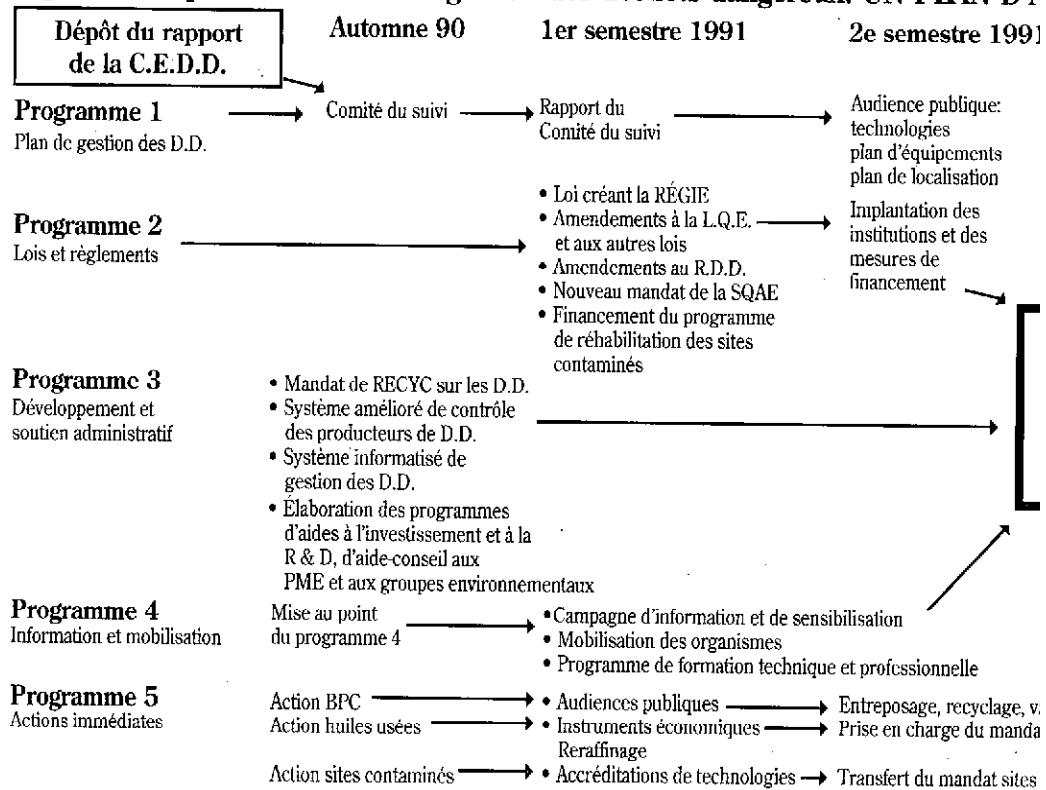 dangereux: UN PLAN D'A
Dépôt du rapport
de la C.E.D.D.
Automne 90
1er semestre 1991
2e semestre 1991
Programme 1
Plan de gestion des D.D.
Comité du suivi
Rapport du
Comité du suivi
Audience publique:
technologies
plan d'équipements
plan de localisation
Programme 2
Lois et règlements
• Loi créant la RÉGIE
• Amendements à la L.Q.E.
et aux autres lois
• Amendements au R.D.D.
• Nouveau mandat de la SQAE
• Financement du programme
de réhabilitation des sites
contaminés
Implantation des
institutions et des
mesures de
financement
Programme 3
Développement et
soutien administratif
• Mandat de RECYC sur les D.D.
• Système amélioré de contrôle
des producteurs de D.D.
• Système informatisé de
gestion des D.D.
• Élaboration des programmes
d'aides à l'investissement et à la
R & D, d'aide-conseil aux
PME et aux groupes environnementaux
Programme 4
Information et mobilisation
Mise au point
du programme 4
• Campagne d'information et de sensibilisation
• Mobilisation des organismes
• Programme de formation technique et professionnelle
Programme 5
Actions immédiates
Action BPC
• Audiences publiques
Entreposage, recyclage, v
Action huiles usées
• Instruments économiques
Reraffinage
Prise en charge du manda
Action sites contaminés
• Accréditations de technologies
Transfert du mandat sites